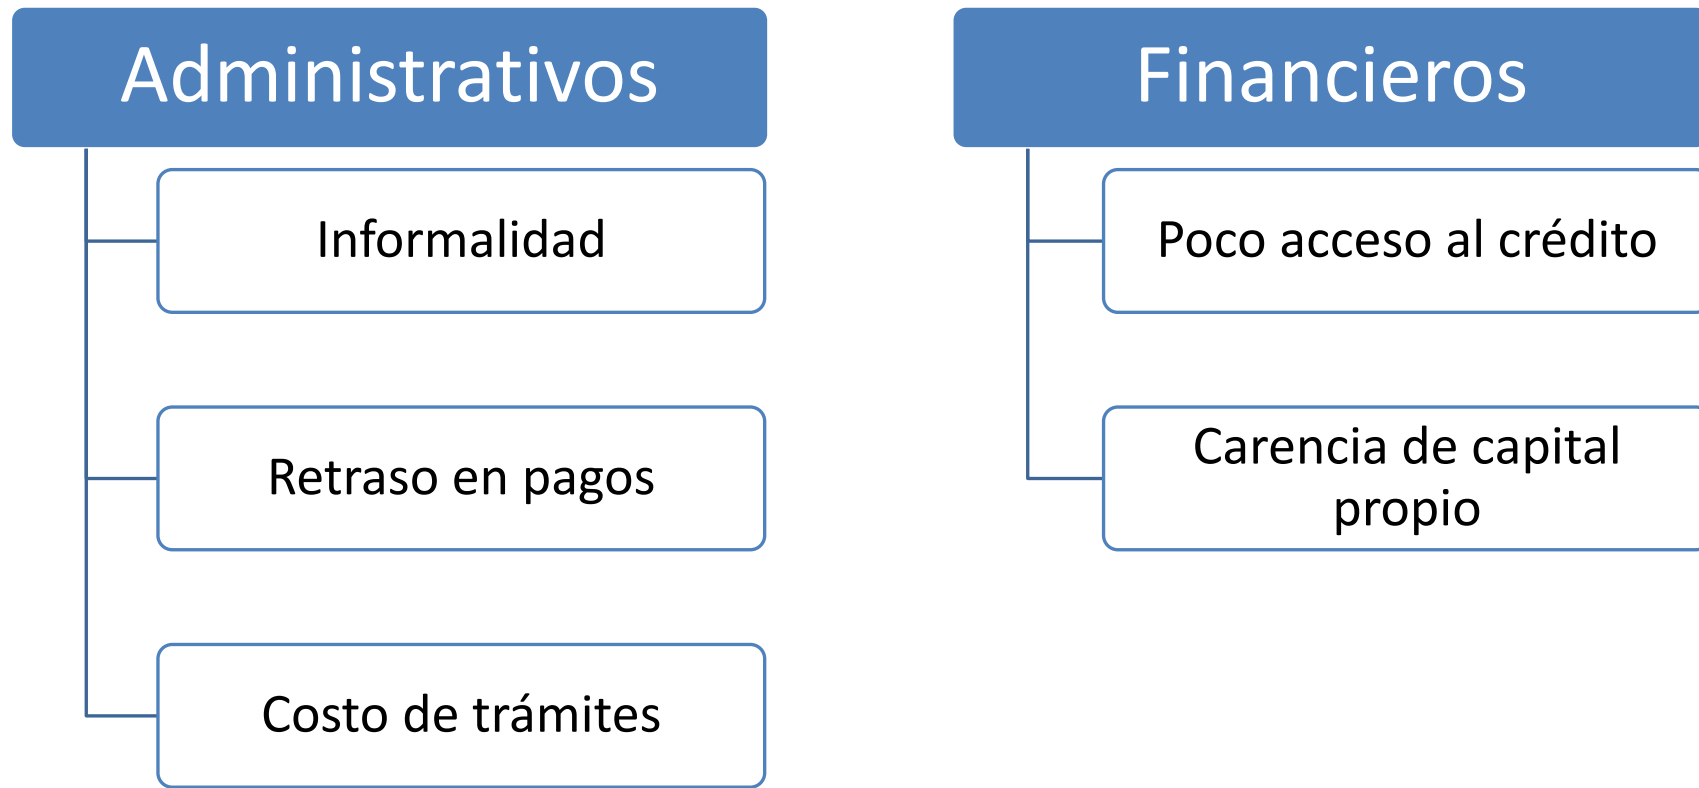 Administrativos
Informalidad
Retraso en pagos
Costo de trámites
Financieros
Poco acceso al crédito
Carencia de capital
propio